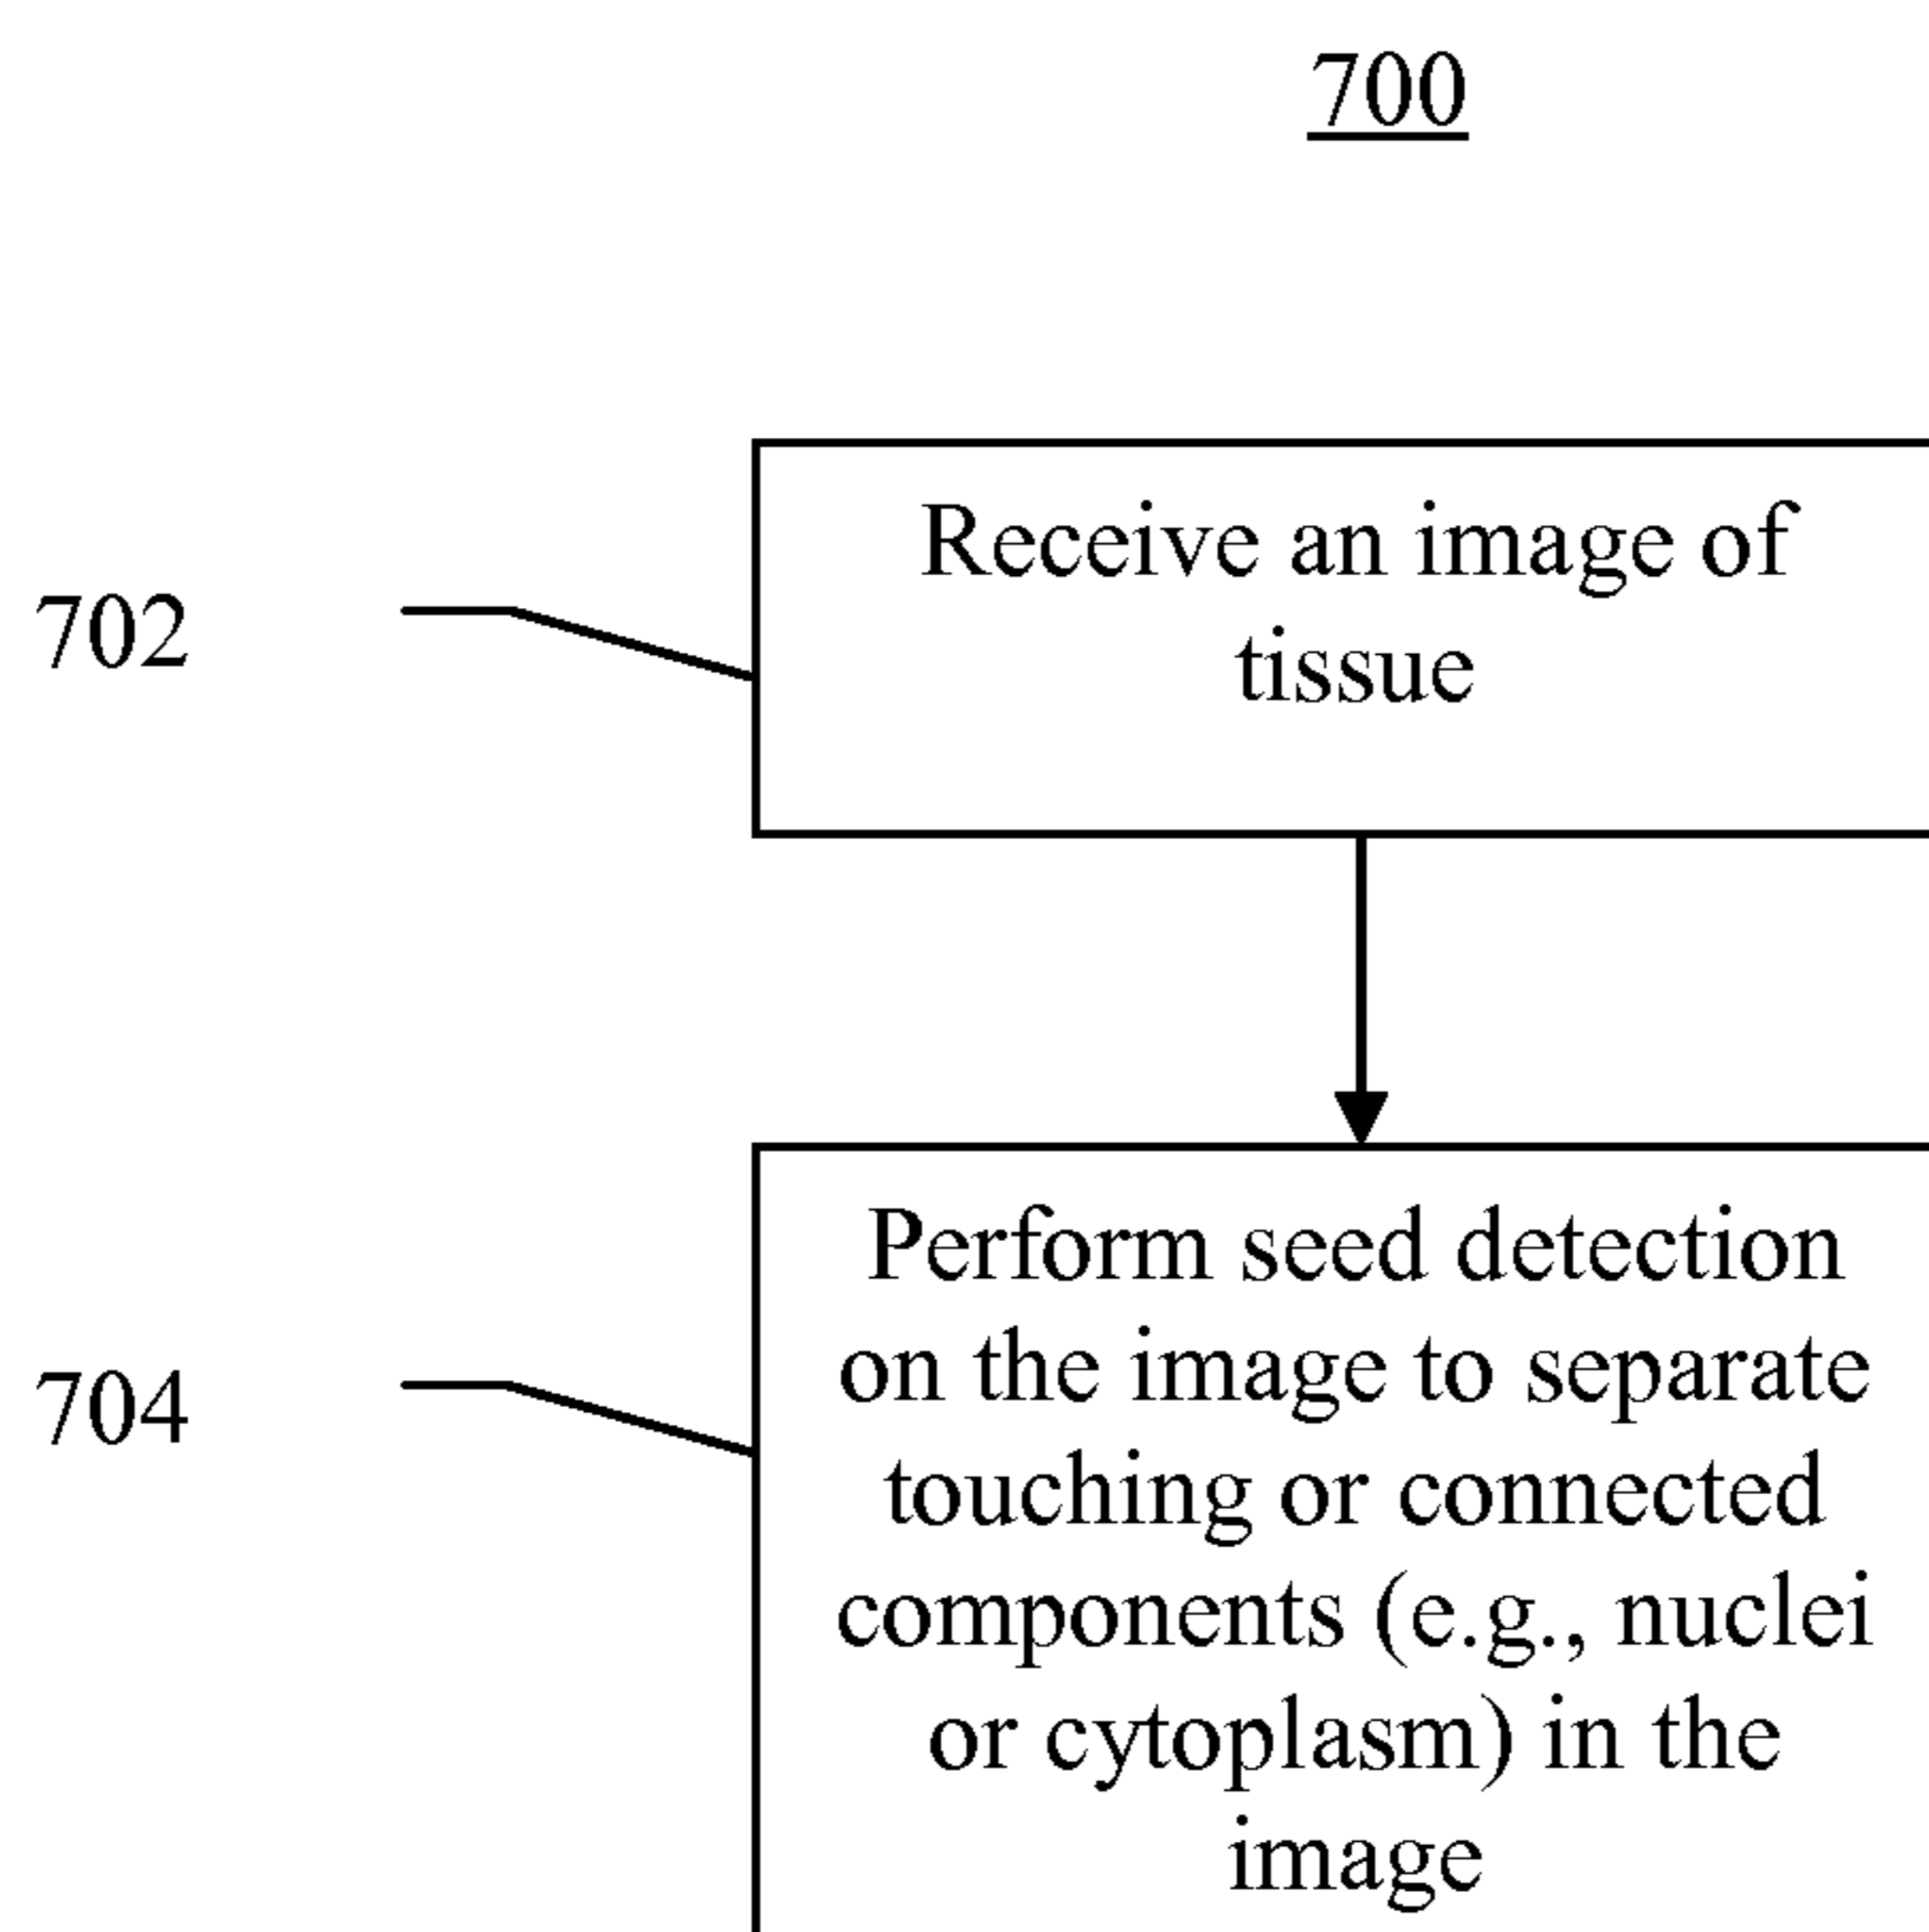 700
702
Receive an image of
tissue
704
Perform seed detection
on the image to separate
touching or connected
components (e.g., nuclei
or cytoplasm) in the
image